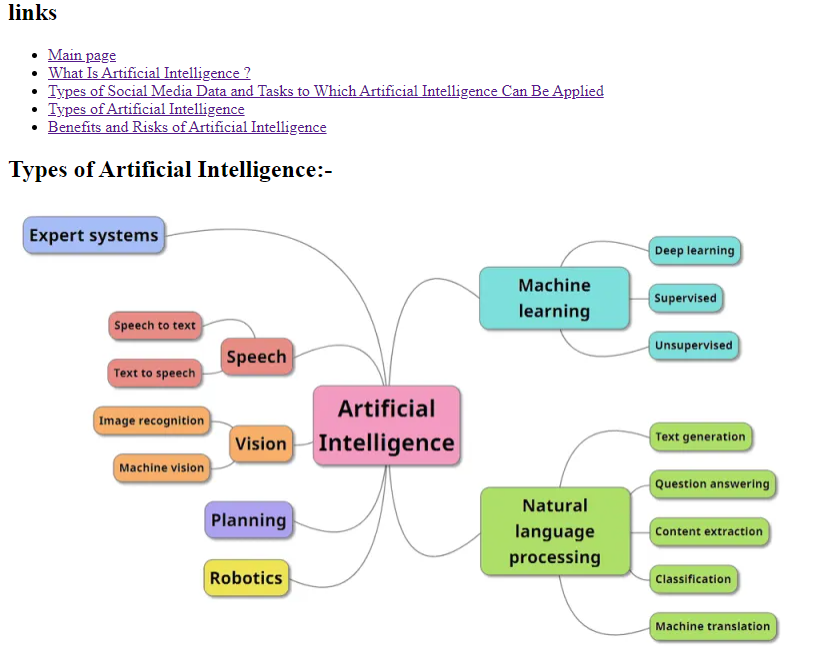 links
Main page
What Is Artificial Intelligence ?
Types of Social Media Data and Tasks to Which Artificial Intelligence Can Be Applied
Types of Artificial Intelligence
Benefits and Risks of Artificial Intelligence
Types of Artificial Intelligence:-
Expert systems
Speech to text
Speech
Text to speech
Image recognition
Vision
Machine vision
Planning
Robotics
Artificial
Intelligence
Machine
learning
Deep learning
Supervised
Unsupervised
Natural
language
processing
Text generation
Question answering
Content extraction
Classification
Machine translation